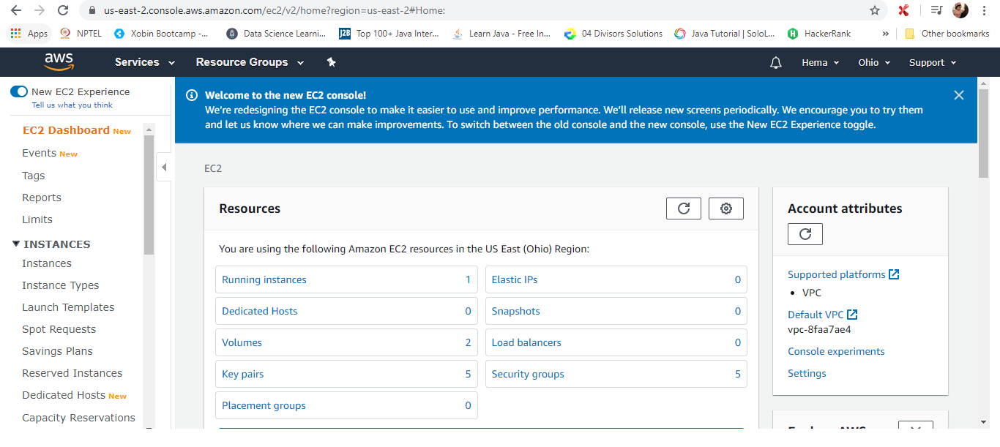 us-east-2.console.aws.amazon.com/ec2/v2/home?region=us-east-2#Home:
Apps NPTEL Xobin Bootcamp -... Data Science Learni... J2B Top 100+ Java Inter... Learn Java - Free In... 04 Divisors Solutions Java Tutorial | SoloL... H HackerRank » Other bookmarks
aws Services Resource Groups Hema Ohio Support
New EC2 Experience
Tell us what you think
EC2 Dashboard New
Events New
Tags
Reports
Limits
INSTANCES
Instances
Instance Types
Launch Templates
Spot Requests
Savings Plans
Reserved Instances
Dedicated Hosts New
Capacity Reservations
Welcome to the new EC2 console!
We're redesigning the EC2 console to make it easier to use and improve performance. We'll release new screens periodically. We encourage you to try them
and let us know where we can make improvements. To switch between the old console and the new console, use the New EC2 Experience toggle.
EC2
Resources
You are using the following Amazon EC2 resources in the US East (Ohio) Region:
Running instances 1
Elastic IPs 0
Dedicated Hosts 0
Snapshots 0
Volumes 2
Load balancers 0
Key pairs 5
Security groups 5
Placement groups 0
Account attributes
Supported platforms
• VPC
Default VPC
vpc-8faa7ae4
Console experiments
Settings